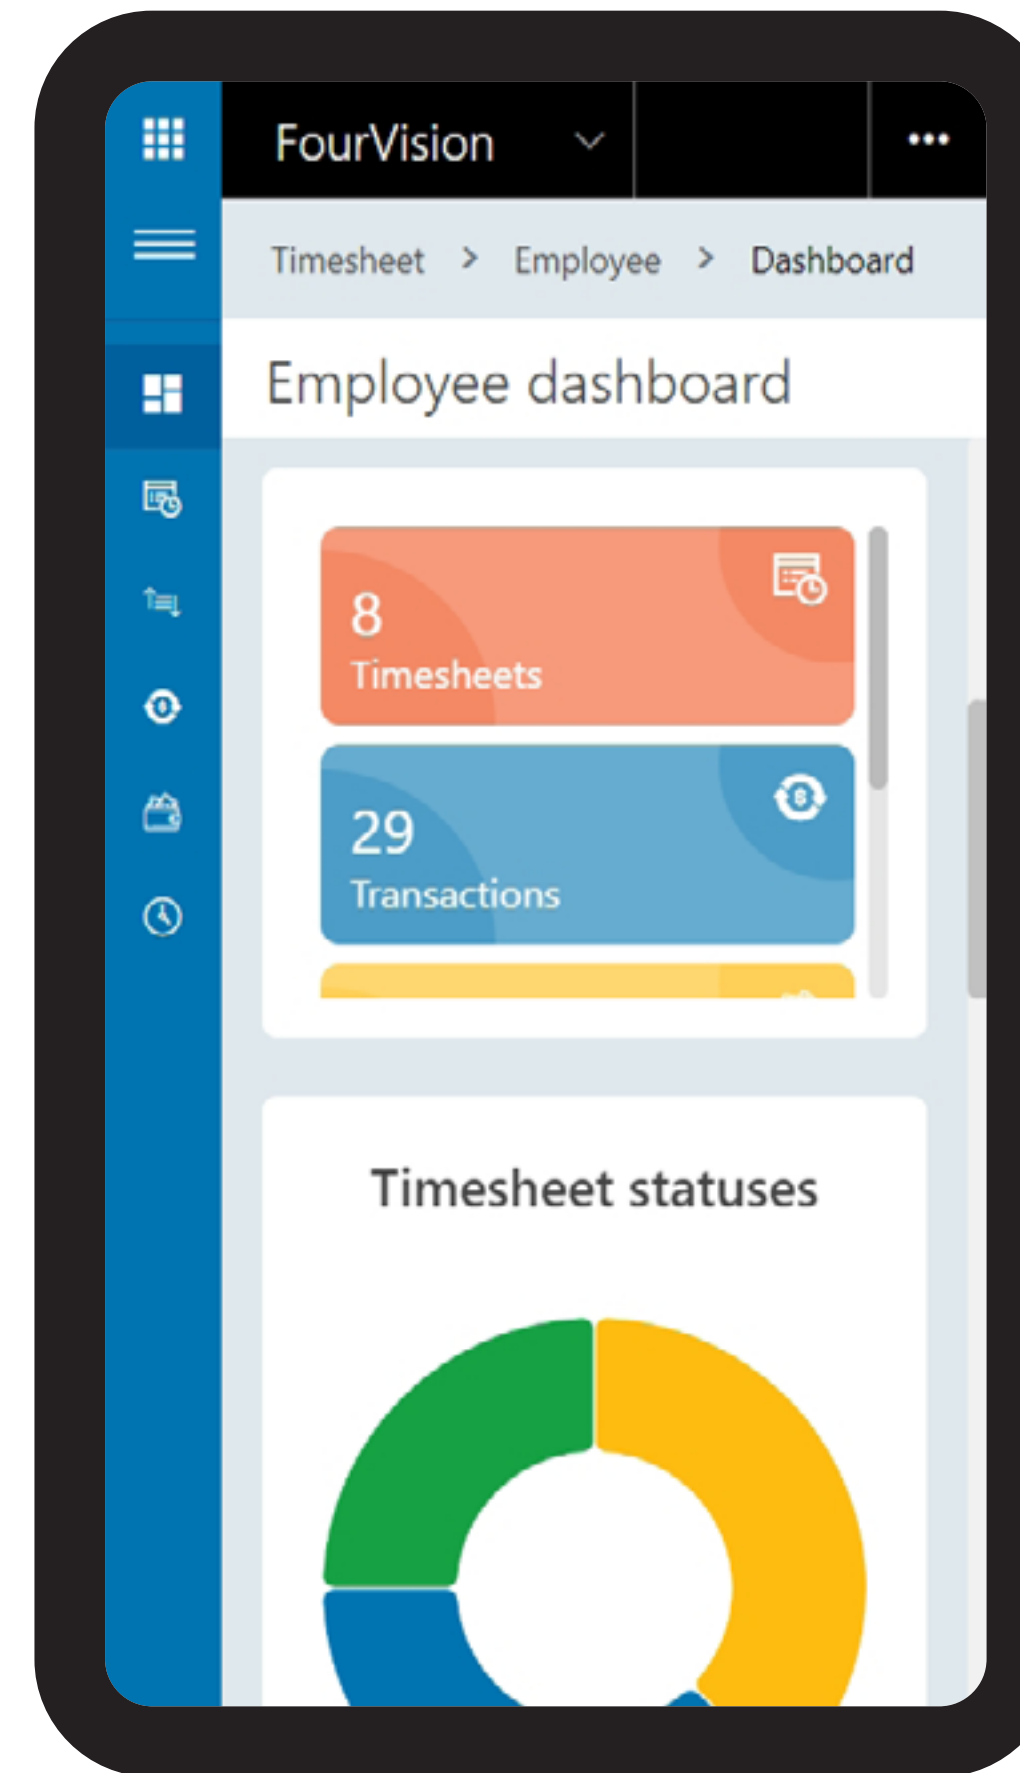 FourVision
Timesheet > Employee > Dashboard
Employee dashboard
8
Timesheets
29
Transactions
Timesheet statuses